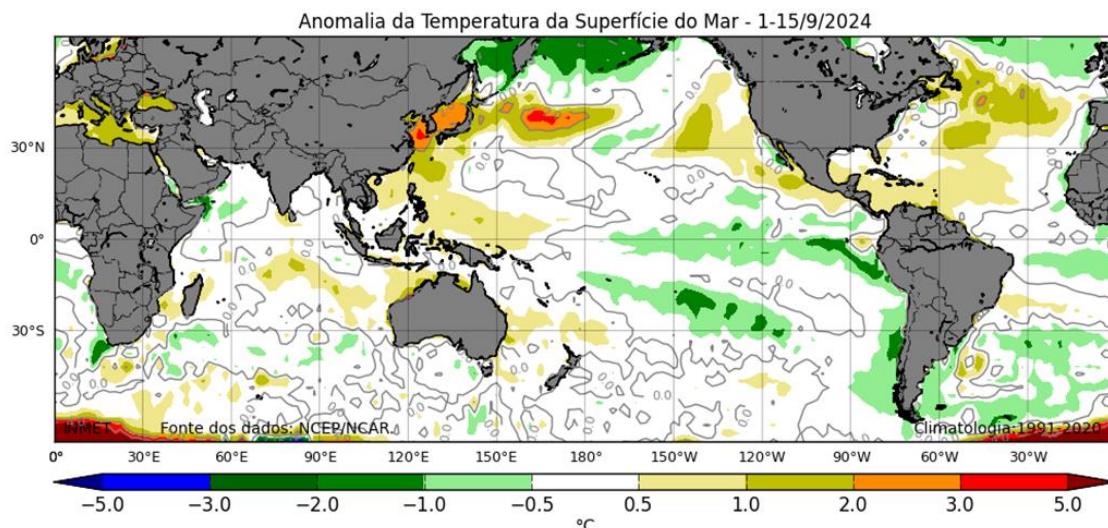 Anomalia da Temperatura da Superfície do Mar - 1-15/9/2024
30°N
0°
30°S
INMET Fonte dos dados: NCEP/NCAR. Climatologia:1991-2020
0° 30°E 60°E 90°E 120°E 150°E 180° 150°W 120°W 90°W 60°W 30°W
−5.0 −3.0 −2.0 −1.0 −0.5 0.5 1.0 2.0 3.0 5.0
°C